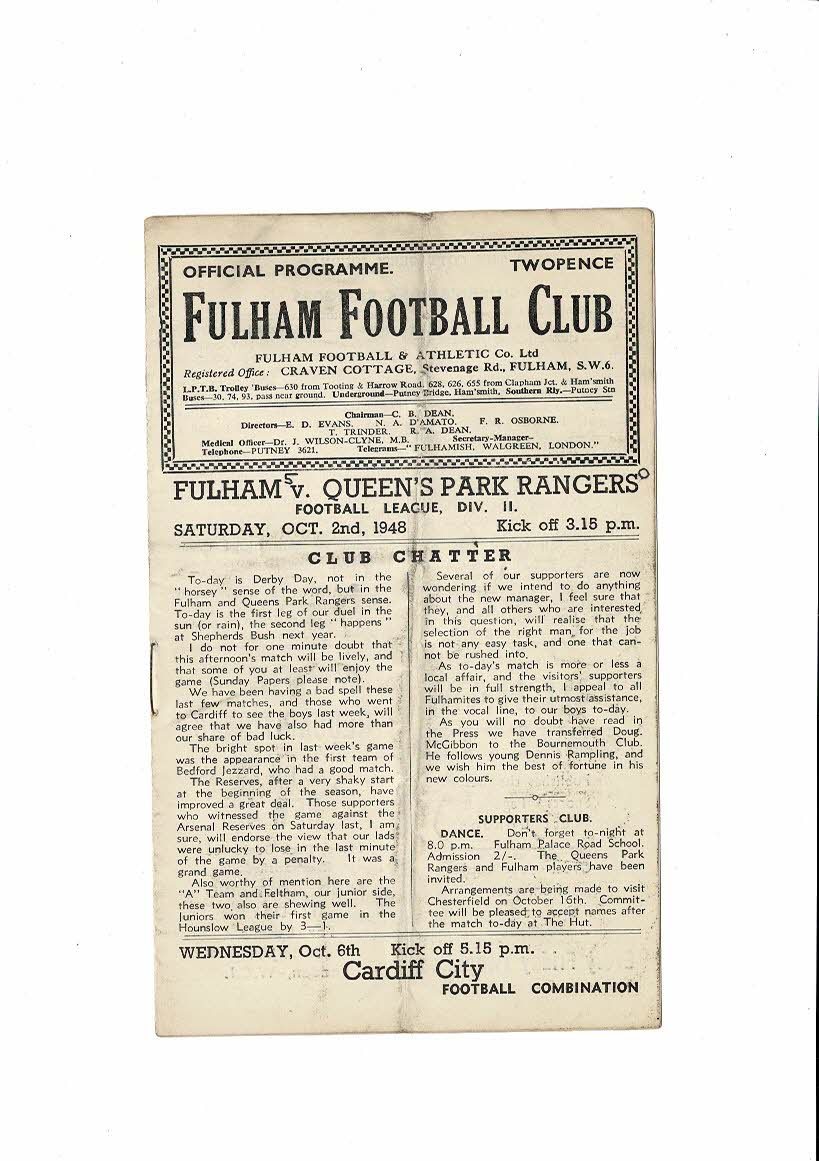 OFFICIAL PROGRAMME. TWOPENCE
FULHAM FOOTBALL CLUB
FULHAM FOOTBALL & ATHLETIC Co. Ltd
Registered Office: CRAVEN COTTAGE, Stevenage Rd., FULHAM, S.W.6.
L.P.T.B. Trolley 'Buses—630 from Tooting & Harrow Road, 628, 626, 655 from Clapham Jct. & Ham'smith
Buses—30, 74, 93, pass near ground. Underground—Putney Bridge, Ham'smith, Southern Rly.—Putney Stn
Chairman—C. B. DEAN.
Directors—E. D. EVANS. N. A. D'AMATO. F. R. OSBORNE.
T. TRINDER. R. A. DEAN.
Medical Officer—Dr. J. WILSON-CLYNE, M.B. Secretary-Manager—
Telephone—PUTNEY 3621. Telegrams—"FULHAMISH, WALGREEN, LONDON."
FULHAM 5 v. QUEEN'S PARK RANGERS 0
FOOTBALL LEAGUE, DIV. II.
SATURDAY, OCT. 2nd, 1948 Kick off 3.15 p.m.
CLUB CHATTER
To-day is Derby Day, not in the
"horsey" sense of the word, but in the
Fulham and Queens Park Rangers sense.
To-day is the first leg of our duel in the
sun (or rain), the second leg "happens"
at Shepherds Bush next year.
I do not for one minute doubt that
this afternoon's match will be lively, and
that some of you at least will enjoy the
game (Sunday Papers please note).
We have been having a bad spell these
last few matches, and those who went
to Cardiff to see the boys last week, will
agree that we have also had more than
our share of bad luck.
The bright spot in last week's game
was the appearance in the first team of
Bedford Jezzard, who had a good match.
The Reserves, after a very shaky start
at the beginning of the season, have
improved a great deal. Those supporters
who witnessed the game against the
Arsenal Reserves on Saturday last, I am
sure, will endorse the view that our lads
were unlucky to lose in the last minute
of the game by a penalty. It was a
grand game.
Also worthy of mention here are the
"A" Team and Feltham, our junior side,
these two also are shewing well. The
Juniors won their first game in the
Hounslow League by 3—1.
Several of our supporters are now
wondering if we intend to do anything
about the new manager, I feel sure that
they, and all others who are interested
in this question, will realise that the
selection of the right man for the job
is not any easy task, and one that can-
not be rushed into.
As to-day's match is more or less a
local affair, and the visitors' supporters
will be in full strength, I appeal to all
Fulhamites to give their utmost assistance,
in the vocal line, to our boys to-day.
As you will no doubt have read in
the Press we have transferred Doug.
McGibbon to the Bournemouth Club.
He follows young Dennis Rampling, and
we wish him the best of fortune in his
new colours.
SUPPORTERS CLUB.
DANCE. Don't forget to-night at
8.0 p.m. Fulham Palace Road School.
Admission 2/-. The Queens Park
Rangers and Fulham players have been
invited.
Arrangements are being made to visit
Chesterfield on October 16th. Commit-
tee will be pleased to accept names after
the match to-day at The Hut.
WEDNESDAY, Oct. 6th Kick off 5.15 p.m.
Cardiff City
FOOTBALL COMBINATION